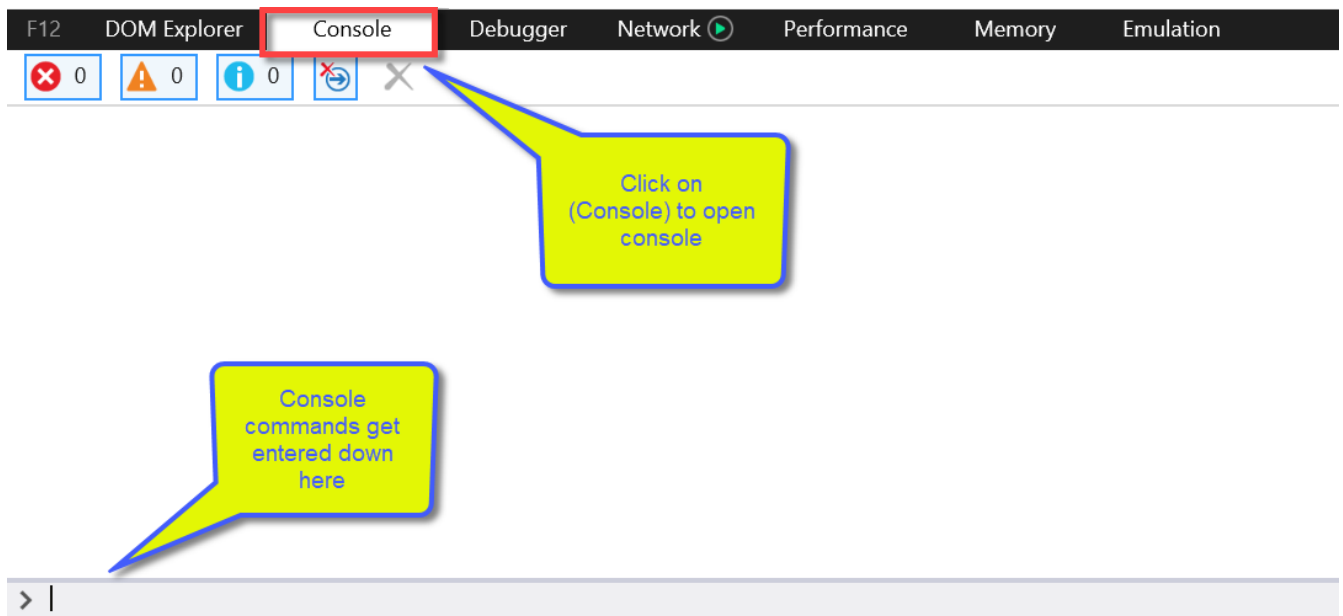 F12 DOM Explorer Console Debugger Network Performance Memory Emulation
0 0 0
Click on
(Console) to open
console
Console
commands get
entered down
here
>